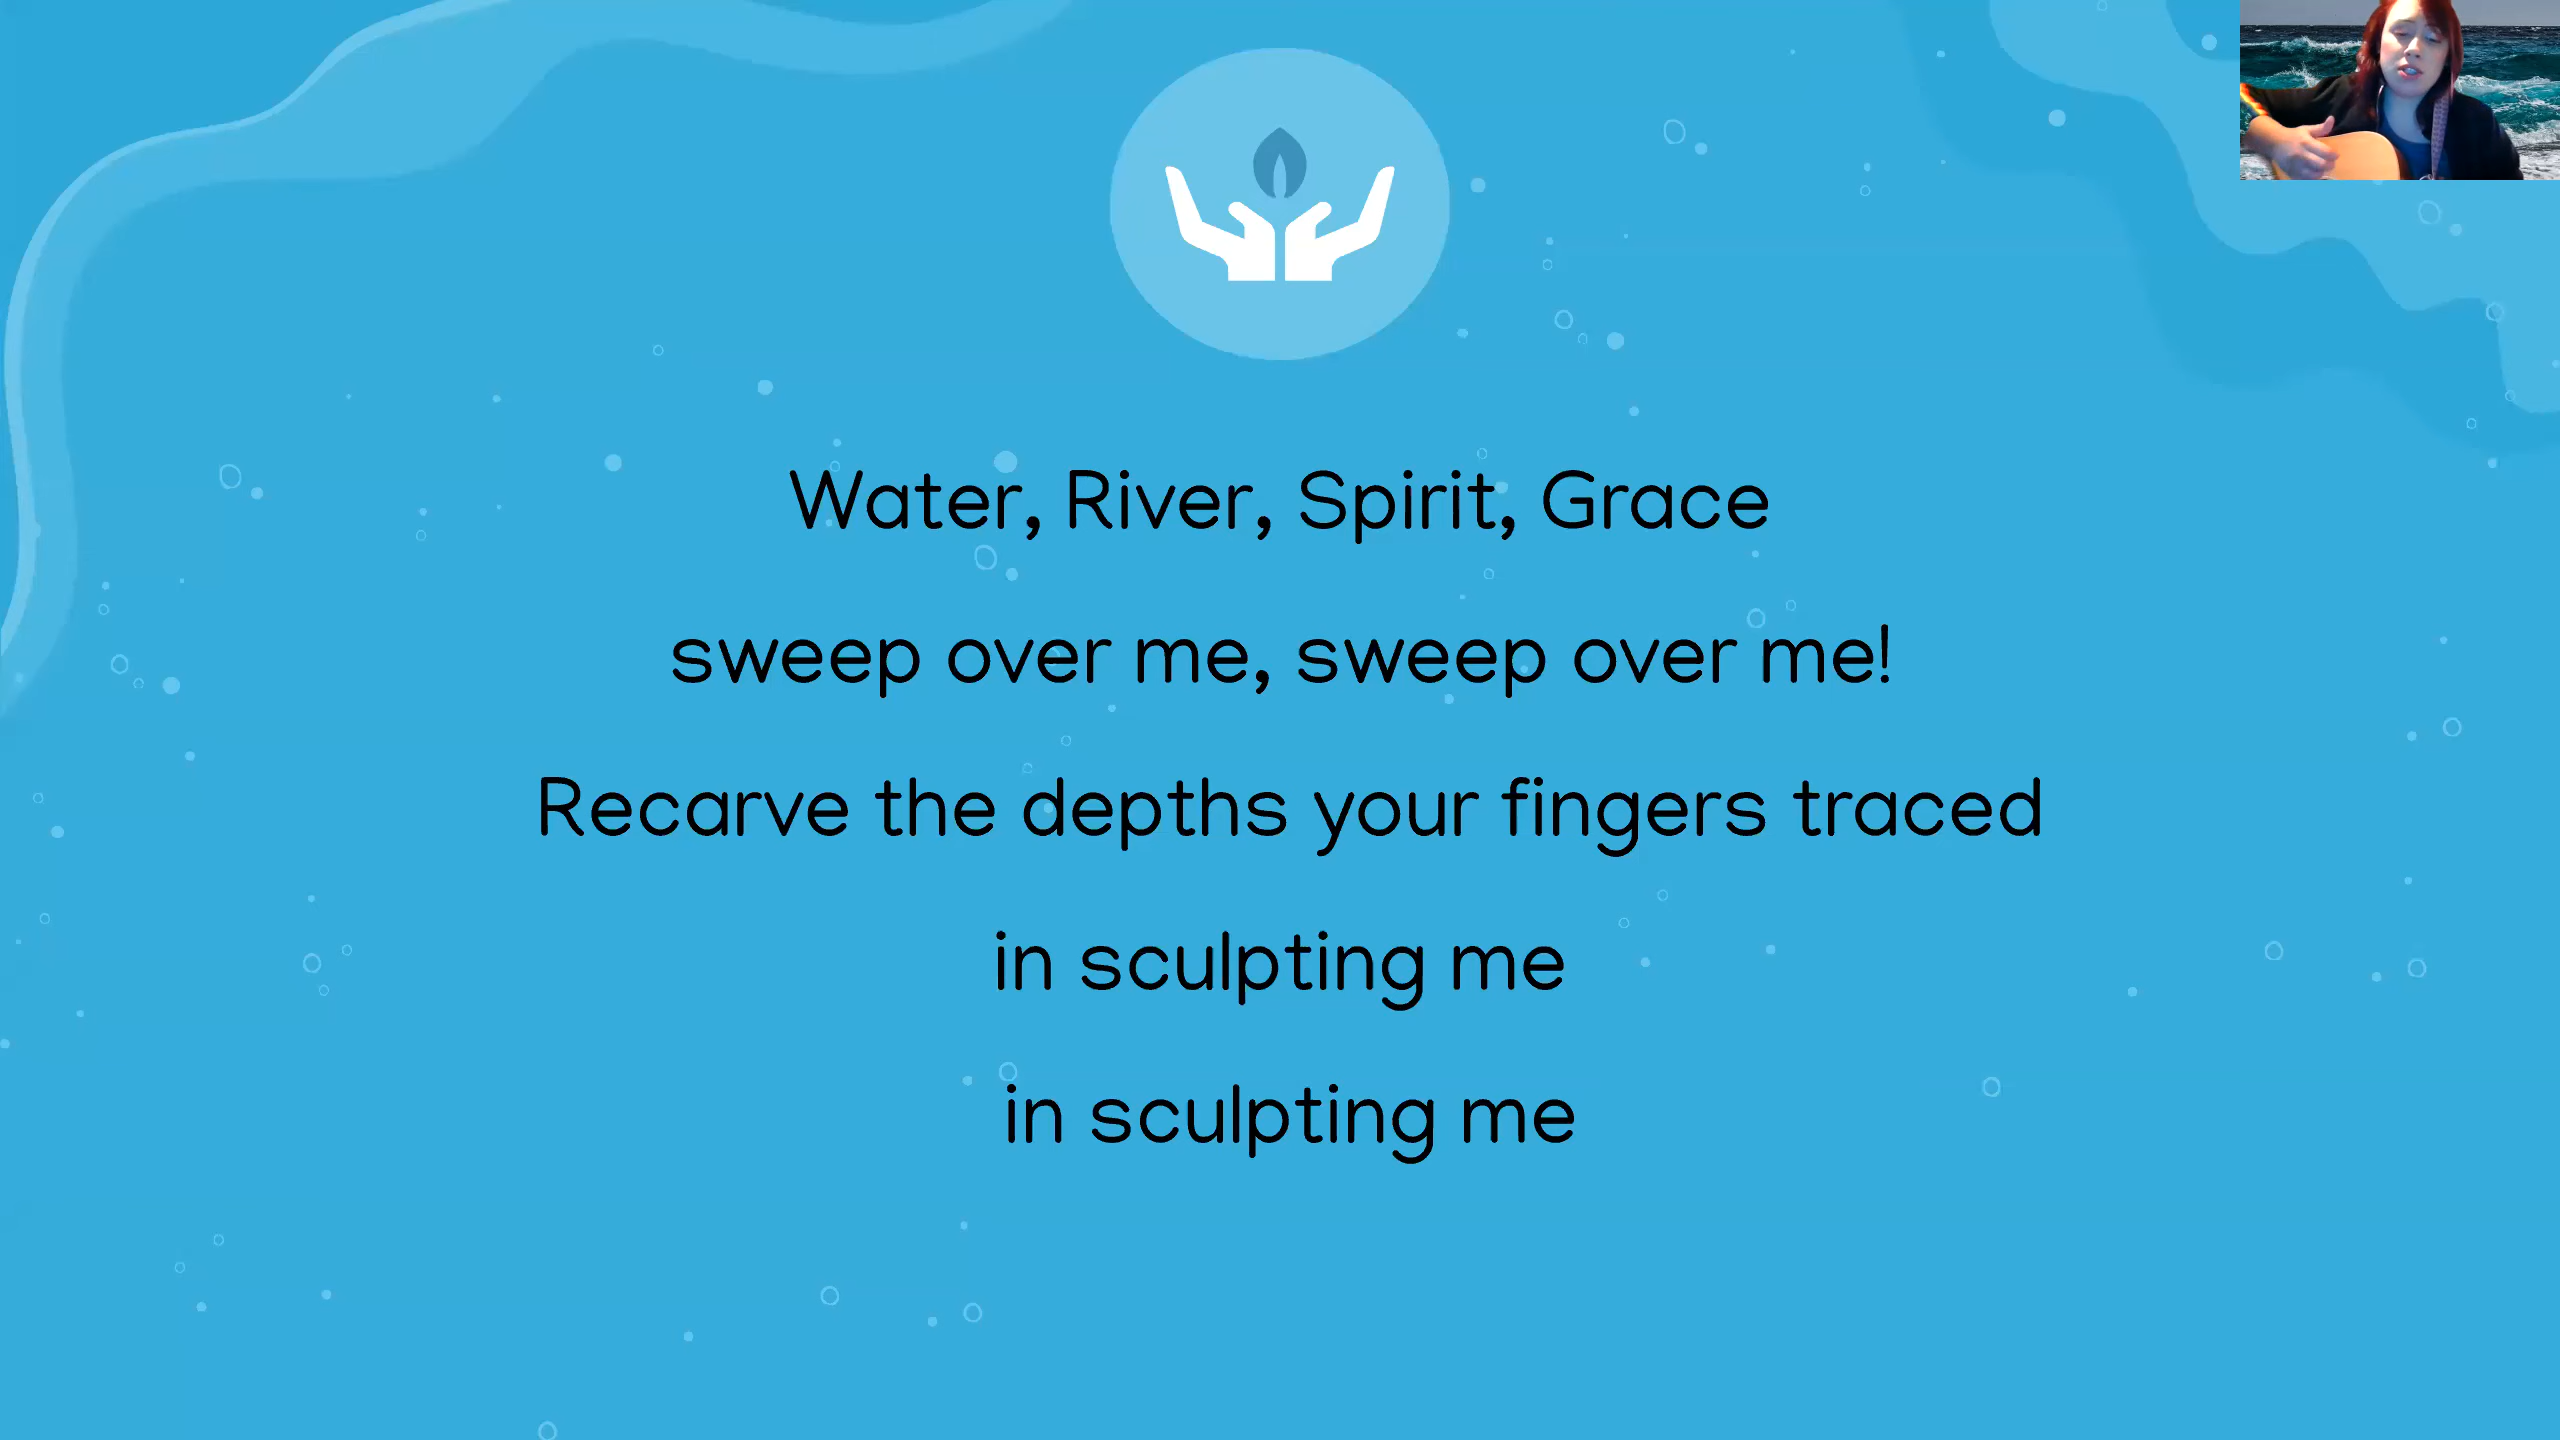 Water, River, Spirit, Grace
sweep over me, sweep over me!
Recarve the depths your fingers traced
in sculpting me
in sculpting me